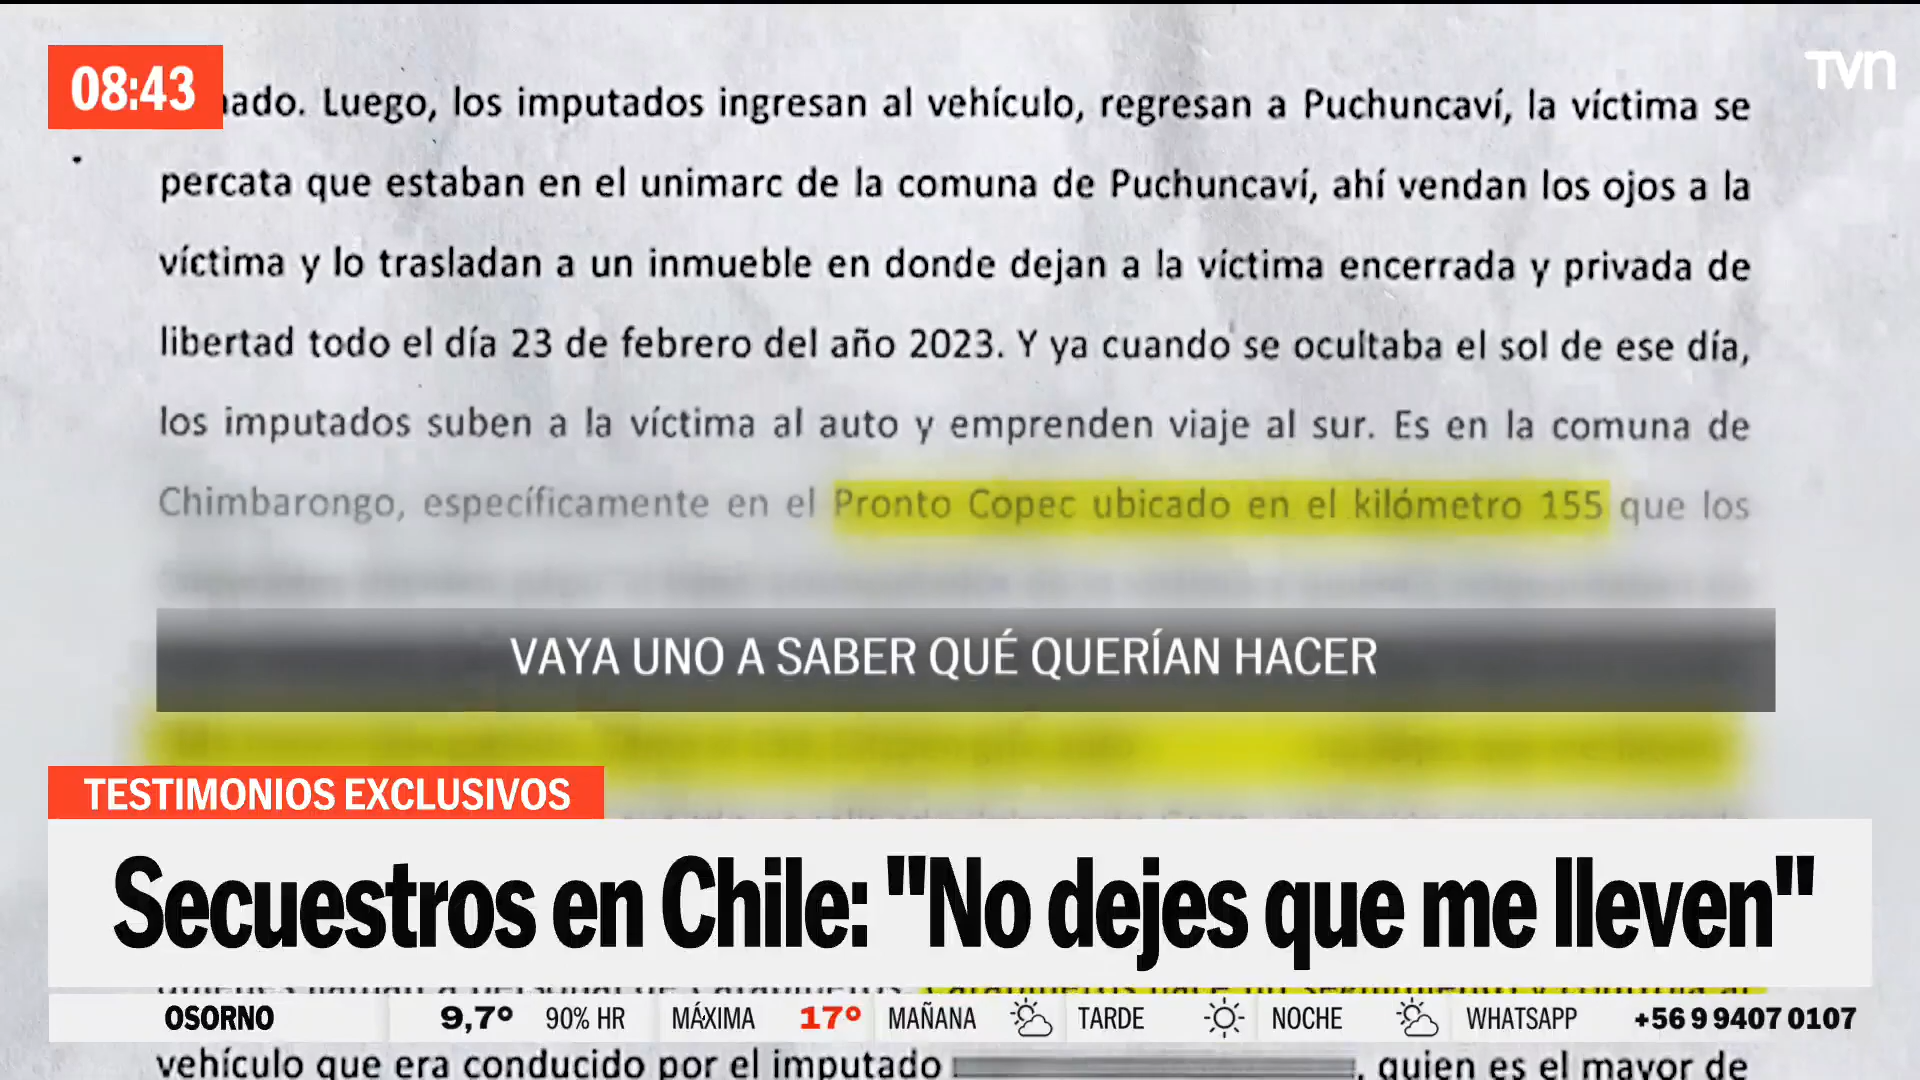 08:43
TVN
nado. Luego, los imputados ingresan al vehículo, regresan a Puchuncaví, la víctima se
percata que estaban en el unimarc de la comuna de Puchuncaví, ahí vendan los ojos a la
víctima y lo trasladan a un inmueble en donde dejan a la víctima encerrada y privada de
libertad todo el día 23 de febrero del año 2023. Y ya cuando se ocultaba el sol de ese día,
los imputados suben a la víctima al auto y emprenden viaje al sur. Es en la comuna de
Chimbarongo, específicamente en el Pronto Copec ubicado en el kilómetro 155 que los
VAYA UNO A SABER QUÉ QUERÍAN HACER
TESTIMONIOS EXCLUSIVOS
Secuestros en Chile: "No dejes que me lleven"
OSORNO 9,7° 90% HR MÁXIMA 17° MAÑANA TARDE NOCHE WHATSAPP +56 9 9407 0107
vehículo que era conducido por el imputado , quien es el mayor de